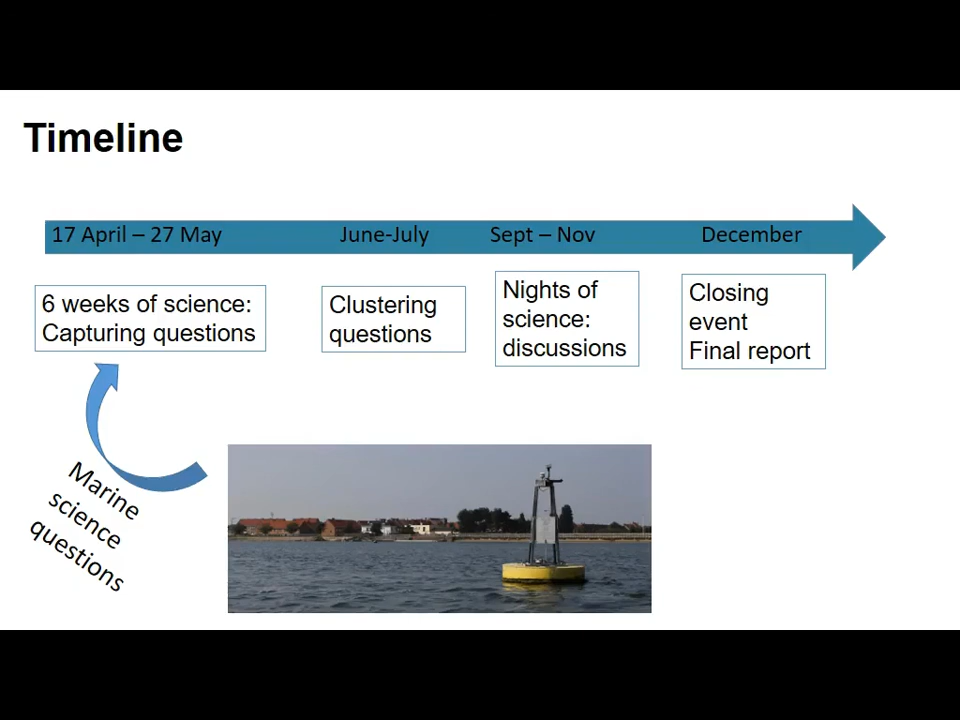 Timeline
17 April – 27 May
June-July
Sept – Nov
December
6 weeks of science:
Capturing questions
Clustering
questions
Nights of
science:
discussions
Closing
event
Final report
Marine
science
questions